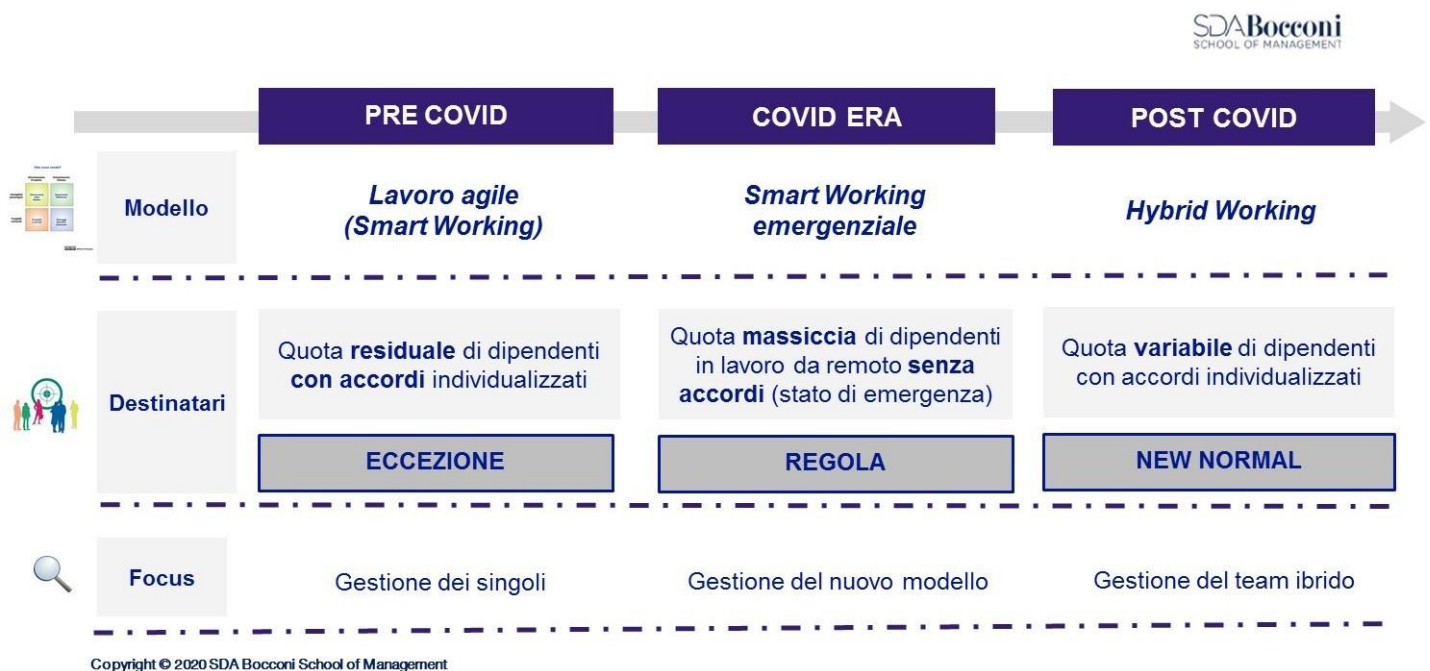 SDA Bocconi
SCHOOL OF MANAGEMENT
PRE COVID
COVID ERA
POST COVID
Modello
Lavoro agile
(Smart Working)
Smart Working
emergenziale
Hybrid Working
Destinatari
Quota residuale di dipendenti
con accordi individualizzati
Quota massiccia di dipendenti
in lavoro da remoto senza
accordi (stato di emergenza)
Quota variabile di dipendenti
con accordi individualizzati
ECCEZIONE
REGOLA
NEW NORMAL
Focus
Gestione dei singoli
Gestione del nuovo modello
Gestione del team ibrido
Copyright © 2020 SDA Bocconi School of Management